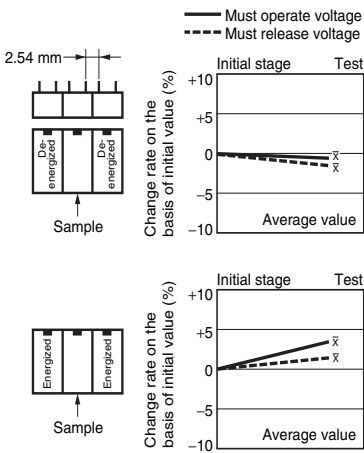 Must operate voltage
Must release voltage
2.54 mm
De-
energized
De-
energized
Sample
Change rate on the
basis of initial value (%)
Initial stage Test
+10
+5
0
−5
−10
x̄
x̄
Average value
Energized
Energized
Sample
Change rate on the
basis of initial value (%)
Initial stage Test
+10
+5
0
−5
−10
x̄
x̄
Average value